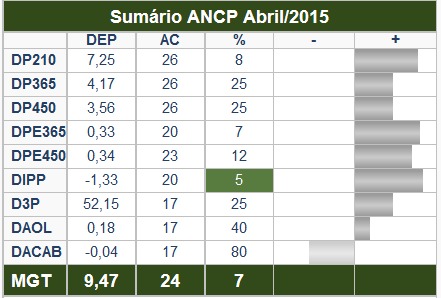 Sumário ANCP Abril/2015
DEP AC % - +
DP210 7,25 26 8
DP365 4,17 26 25
DP450 3,56 26 25
DPE365 0,33 20 7
DPE450 0,34 23 12
DIPP -1,33 20 5
D3P 52,15 17 25
DAOL 0,18 17 40
DACAB -0,04 17 80
MGT 9,47 24 7